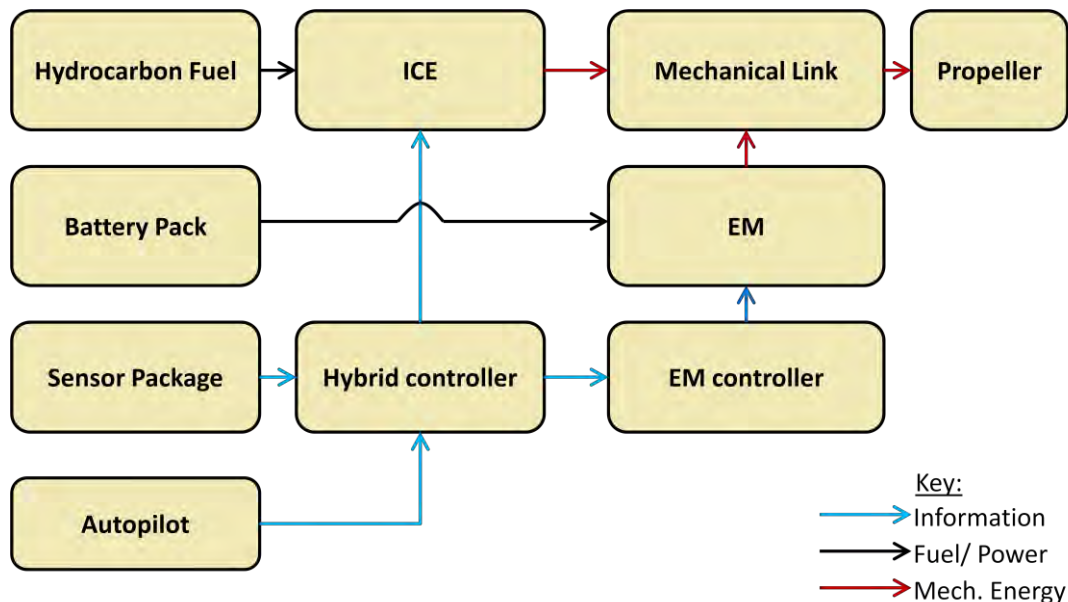 Hydrocarbon Fuel
ICE
Mechanical Link
Propeller
Battery Pack
EM
Sensor Package
Hybrid controller
EM controller
Autopilot
Key:
Information
Fuel/ Power
Mech. Energy